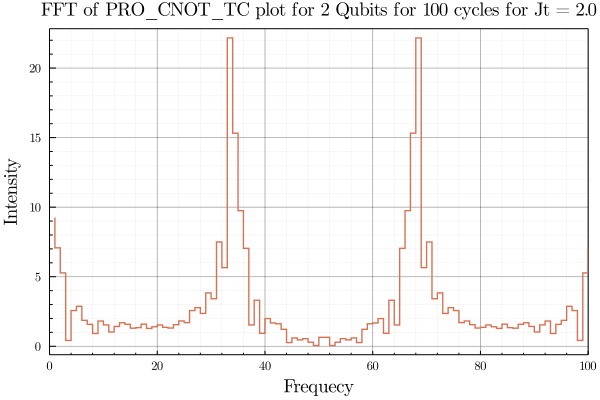 FFT of PRO_CNOT_TC plot for 2 Qubits for 100 cycles for Jt = 2.0
20
15
10
5
0
Intensity
0 20 40 60 80 100
Frequecy